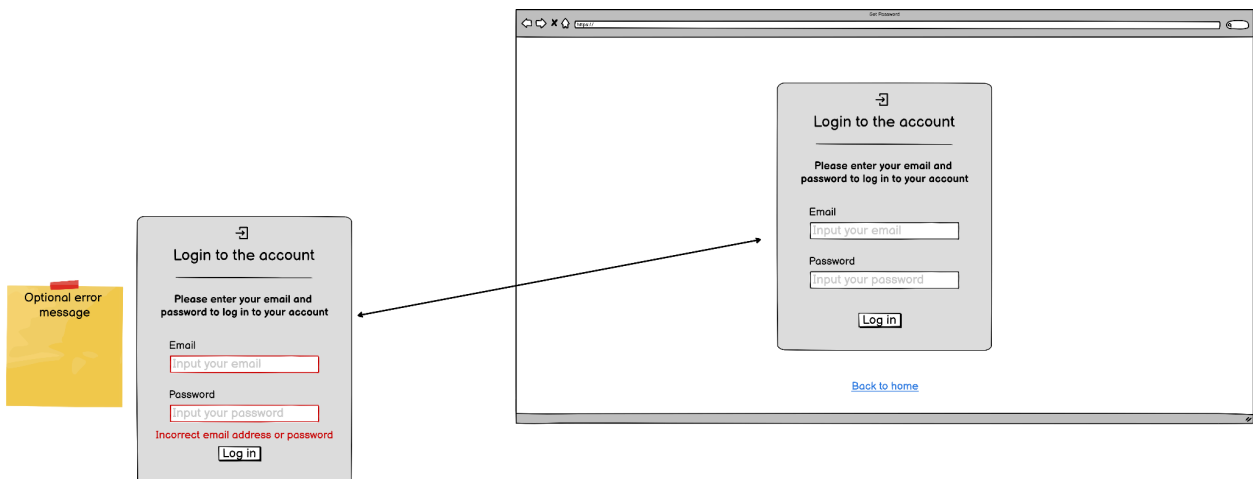 Set Password
https://
Login to the account
Please enter your email and
password to log in to your account
Email
Input your email
Password
Input your password
Log in
Back to home
Optional error
message
Login to the account
Please enter your email and
password to log in to your account
Email
Input your email
Password
Input your password
Incorrect email address or password
Log in